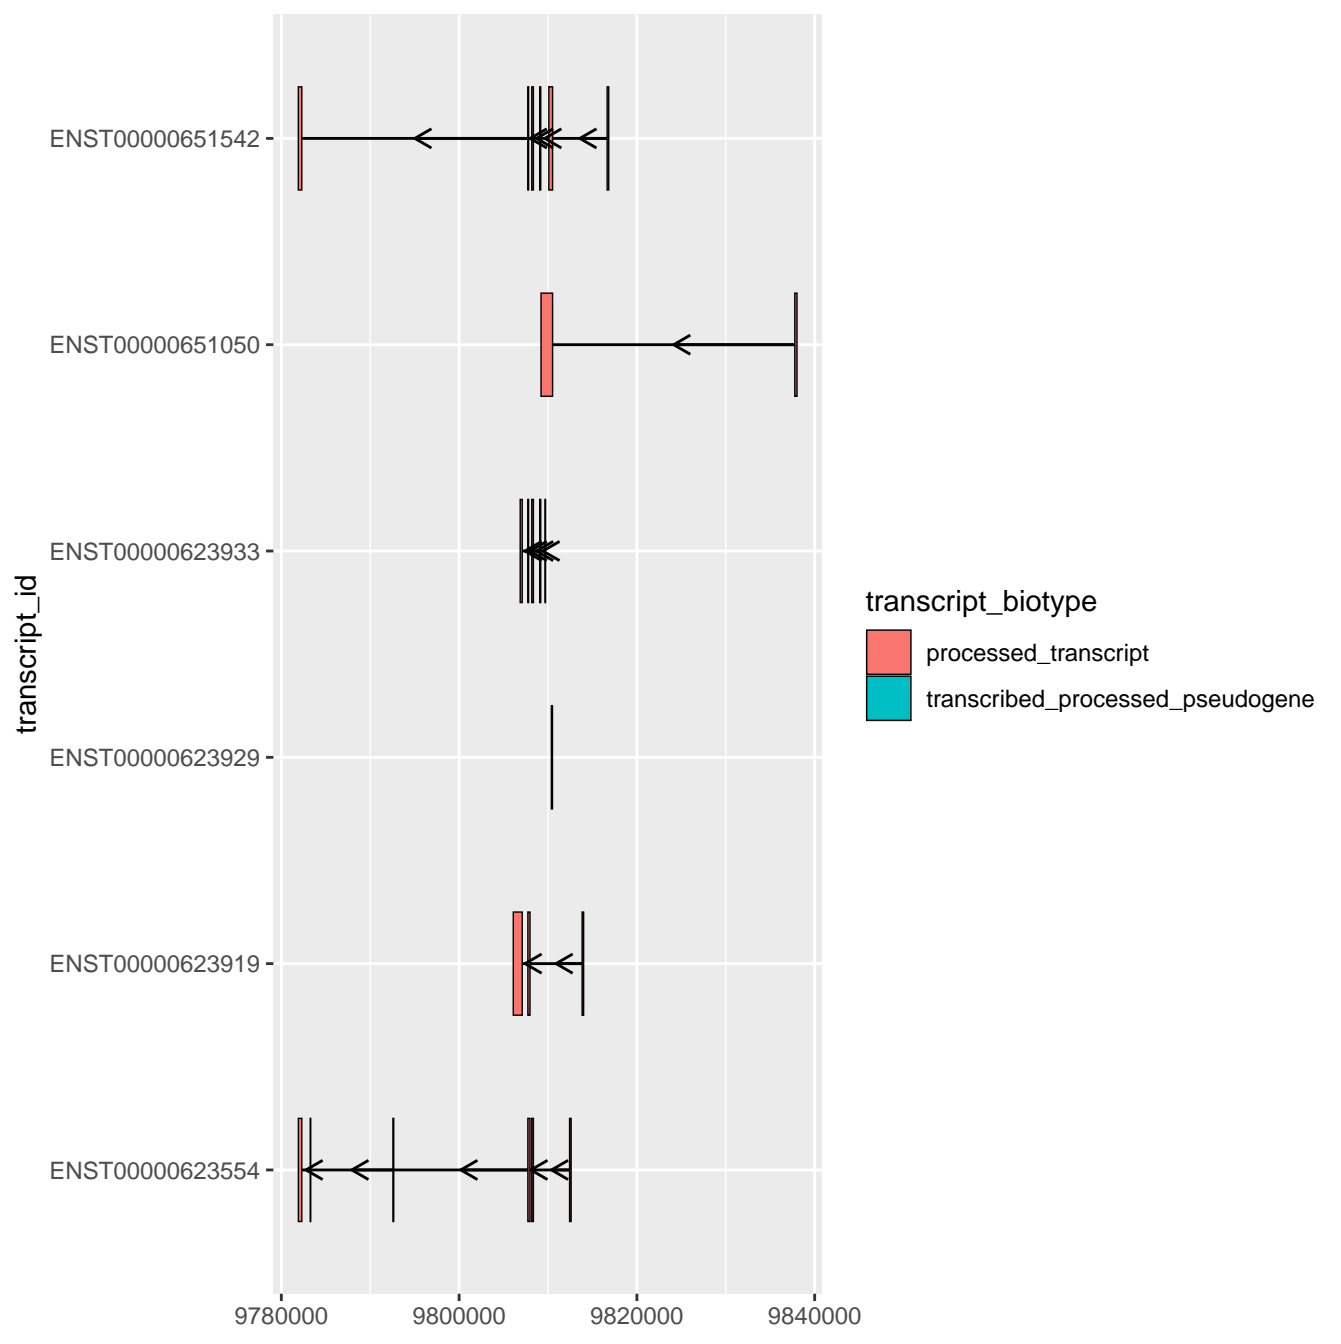 ENST00000651542
ENST00000651050
ENST00000623933
ENST00000623929
ENST00000623919
ENST00000623554
transcript_id
9780000 9800000 9820000 9840000
transcript_biotype
processed_transcript
transcribed_processed_pseudogene